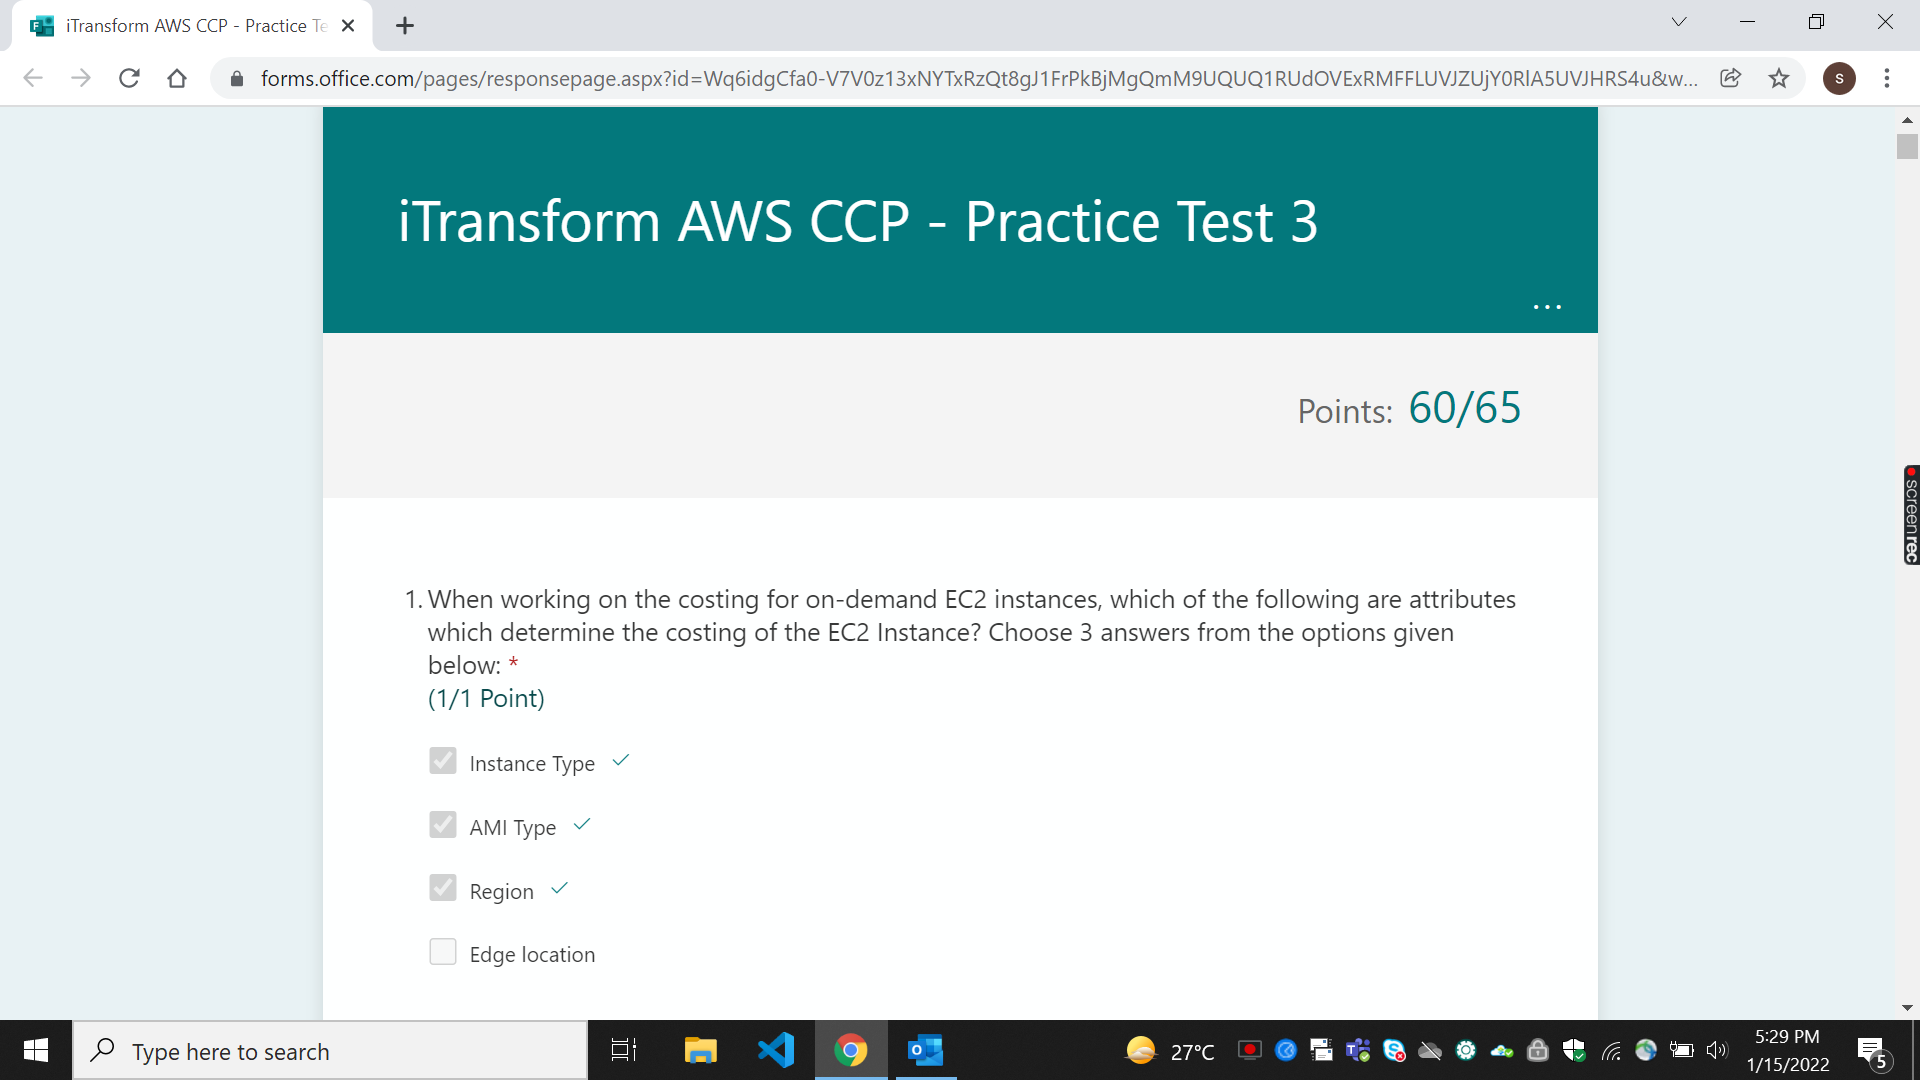 iTransform AWS CCP - Practice Te
forms.office.com/pages/responsepage.aspx?id=Wq6idgCfa0-V7V0z13xNYTxRzQt8gJ1FrPkBjMgQmM9UQUQ1RUdOVExRMFFLUVJZUjY0RlA5UVJHRS4u&w...
S
iTransform AWS CCP - Practice Test 3
...
Points: 60/65
screenrec
1. When working on the costing for on-demand EC2 instances, which of the following are attributes
which determine the costing of the EC2 Instance? Choose 3 answers from the options given
below: *
(1/1 Point)
Instance Type
AMI Type
Region
Edge location
Type here to search
27°C
5:29 PM
1/15/2022
5